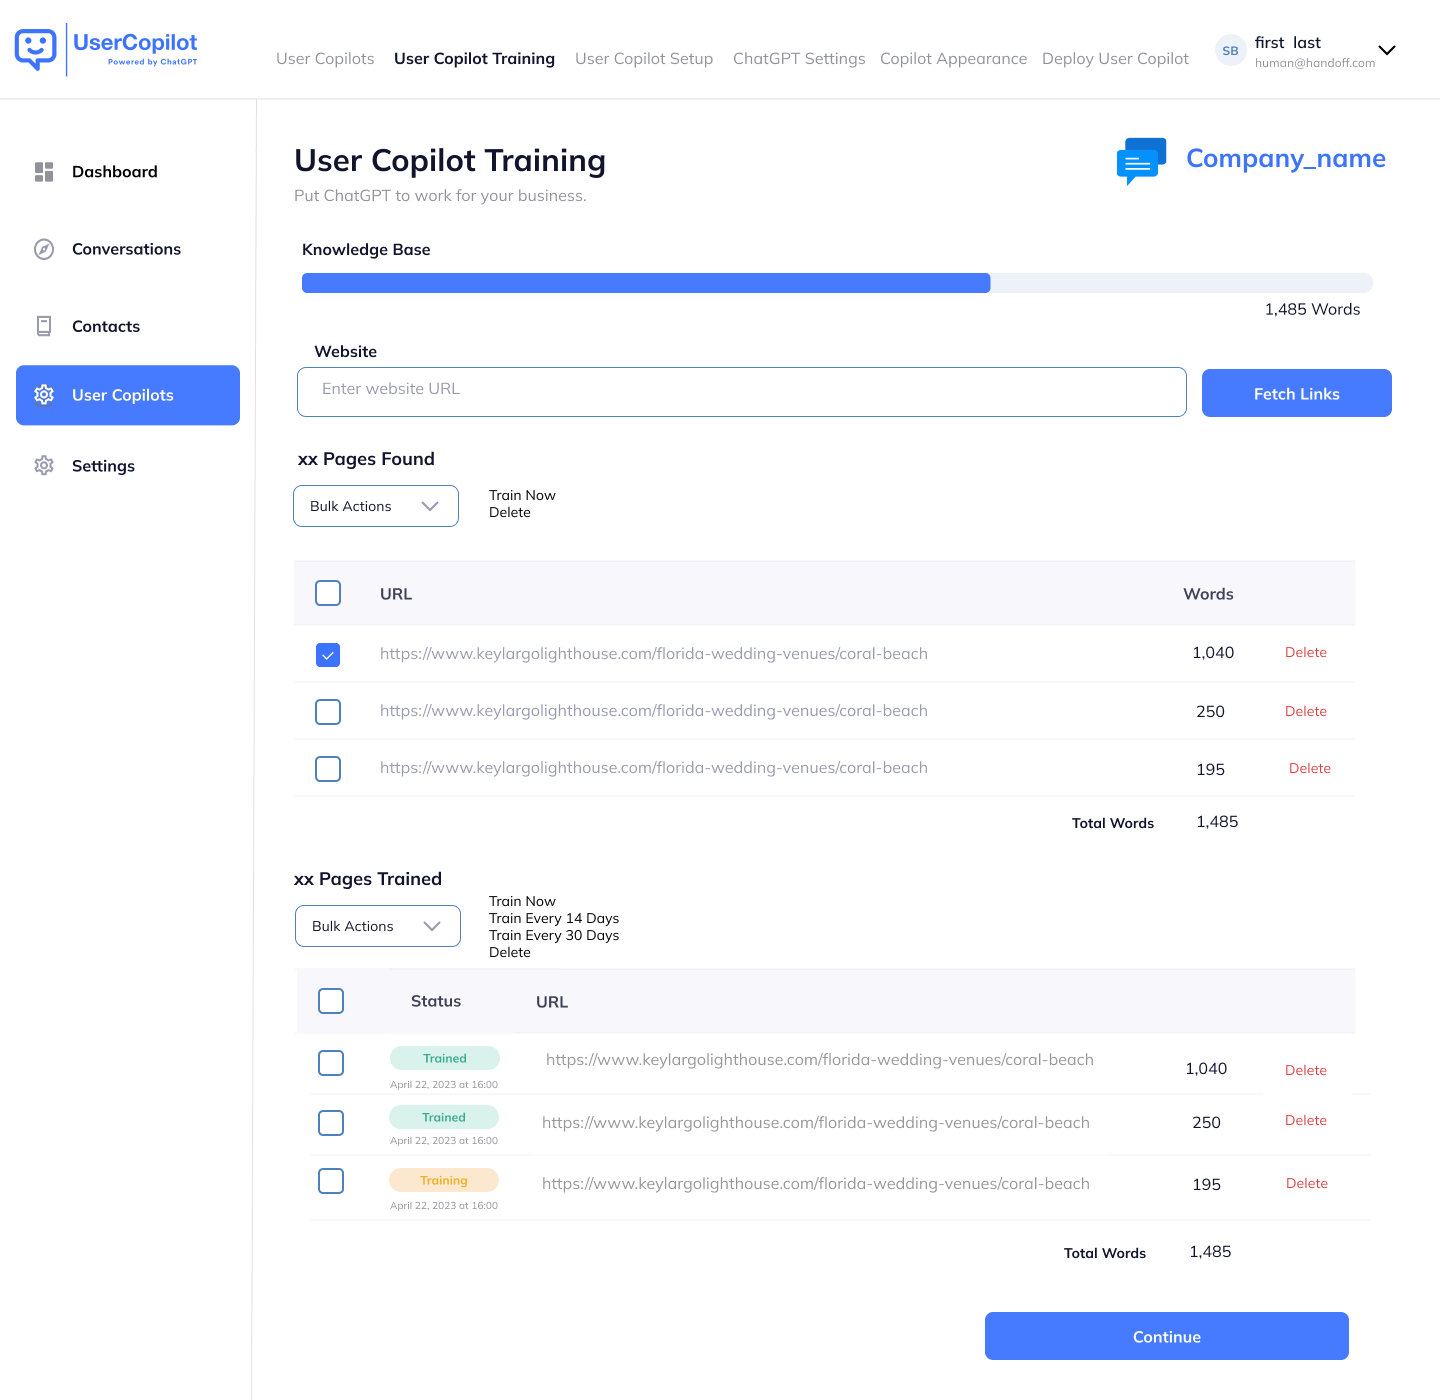 UserCopilot
Powered by ChatGPT
User Copilots User Copilot Training User Copilot Setup ChatGPT Settings Copilot Appearance Deploy User Copilot
SB
first last
human@handoff.com
Dashboard
Conversations
Contacts
User Copilots
Settings
User Copilot Training
Put ChatGPT to work for your business.
Company_name
Knowledge Base
1,485 Words
Website
Enter website URL
Fetch Links
xx Pages Found
Bulk Actions
Train Now
Delete
URL Words
https://www.keylargolighthouse.com/florida-wedding-venues/coral-beach 1,040 Delete
https://www.keylargolighthouse.com/florida-wedding-venues/coral-beach 250 Delete
https://www.keylargolighthouse.com/florida-wedding-venues/coral-beach 195 Delete
Total Words 1,485
xx Pages Trained
Bulk Actions
Train Now
Train Every 14 Days
Train Every 30 Days
Delete
Status URL
Trained https://www.keylargolighthouse.com/florida-wedding-venues/coral-beach 1,040 Delete
April 22, 2023 at 16:00
Trained https://www.keylargolighthouse.com/florida-wedding-venues/coral-beach 250 Delete
April 22, 2023 at 16:00
Training https://www.keylargolighthouse.com/florida-wedding-venues/coral-beach 195 Delete
April 22, 2023 at 16:00
Total Words 1,485
Continue